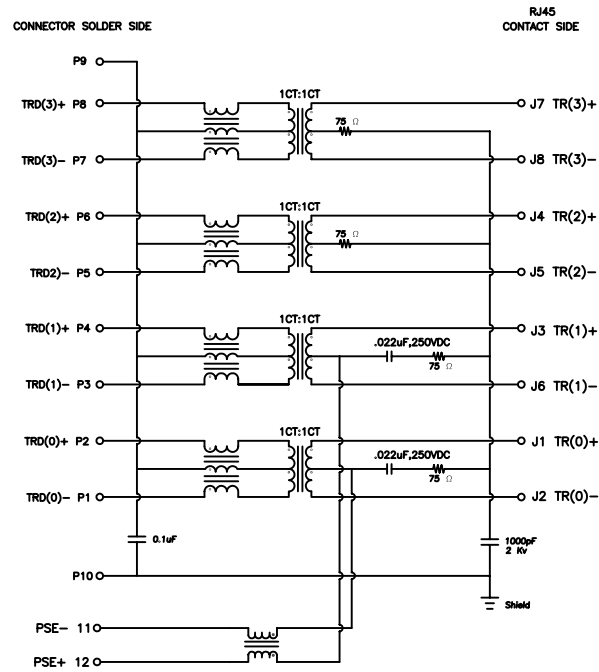 RJ45
CONNECTOR SOLDER SIDE
CONTACT SIDE
P9
1CT:1CT
TRD(3)+ P8
J7 TR(3)+
75 Ω
TRD(3)- P7
J8 TR(3)-
1CT:1CT
TRD(2)+ P6
J4 TR(2)+
75 Ω
TRD2)- P5
J5 TR(2)-
1CT:1CT
TRD(1)+ P4
J3 TR(1)+
.022uF,250VDC
75 Ω
TRD(1)- P3
J6 TR(1)-
1CT:1CT
TRD(0)+ P2
J1 TR(0)+
.022uF,250VDC
75 Ω
TRD(0)- P1
J2 TR(0)-
0.1uF
1000pF
2 Kv
P10
Shield
PSE- 11
PSE+ 12